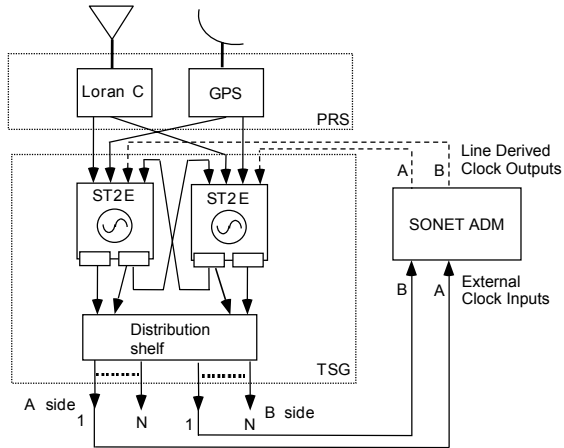 Loran C
GPS
PRS
Line Derived
Clock Outputs
A
B
ST2E
ST2E
SONET ADM
B
A
External
Clock Inputs
Distribution
shelf
TSG
A side
1
N
1
N
B side